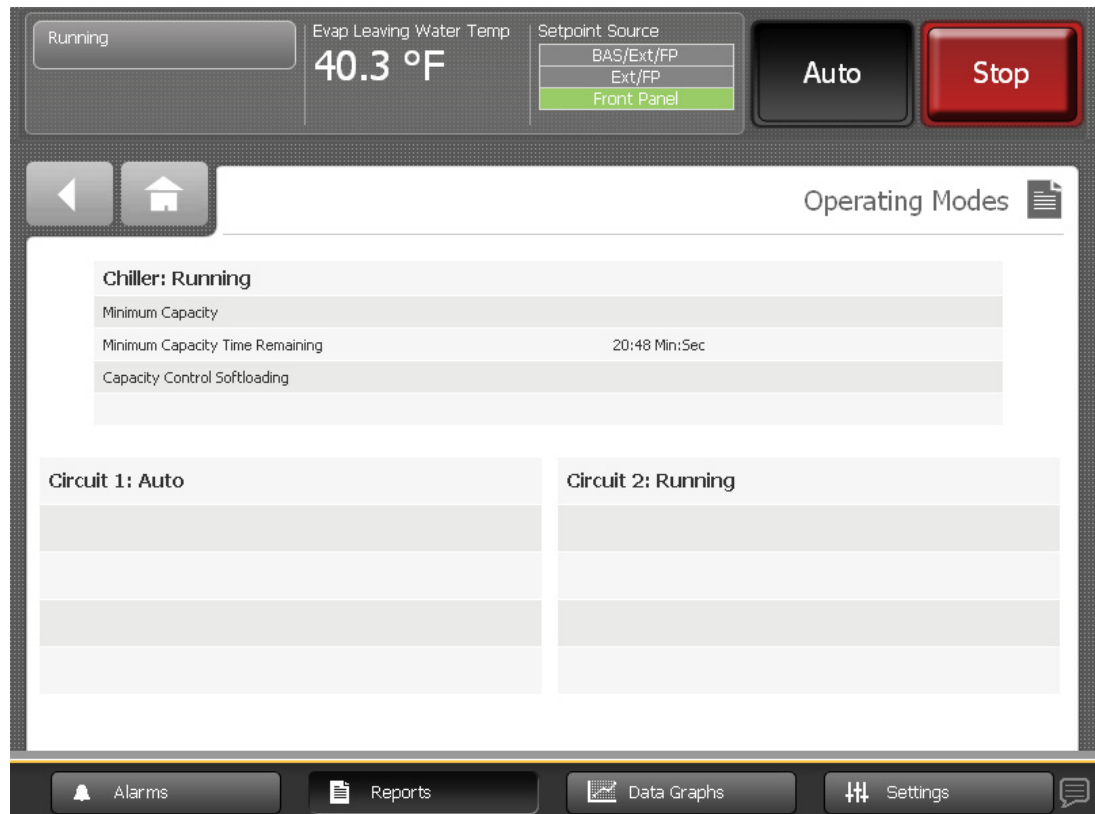 Running
Evap Leaving Water Temp
40.3 °F
Setpoint Source
BAS/Ext/FP
Ext/FP
Front Panel
Auto
Stop
Operating Modes
Chiller: Running
Minimum Capacity
Minimum Capacity Time Remaining 20:48 Min:Sec
Capacity Control Softloading
Circuit 1: Auto
Circuit 2: Running
Alarms
Reports
Data Graphs
Settings